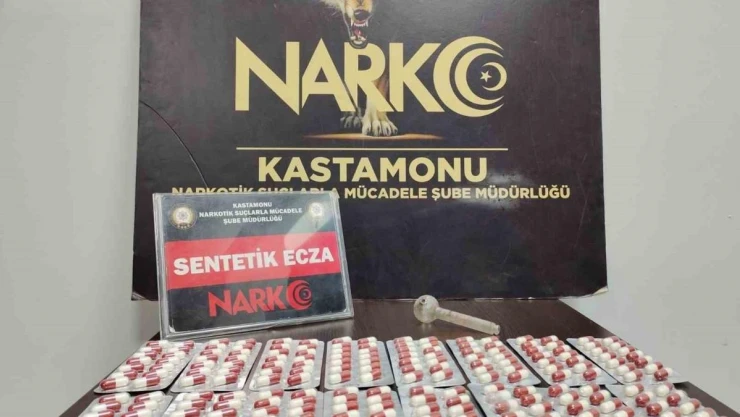 NARKO
KASTAMONU
NARKOTİK SUÇLARLA MÜCADELE ŞUBE MÜDÜRLÜĞÜ
KASTAMONU
NARKOTİK SUÇLARLA MÜCADELE
ŞUBE MÜDÜRLÜĞÜ
SENTETİK ECZA
NARKO